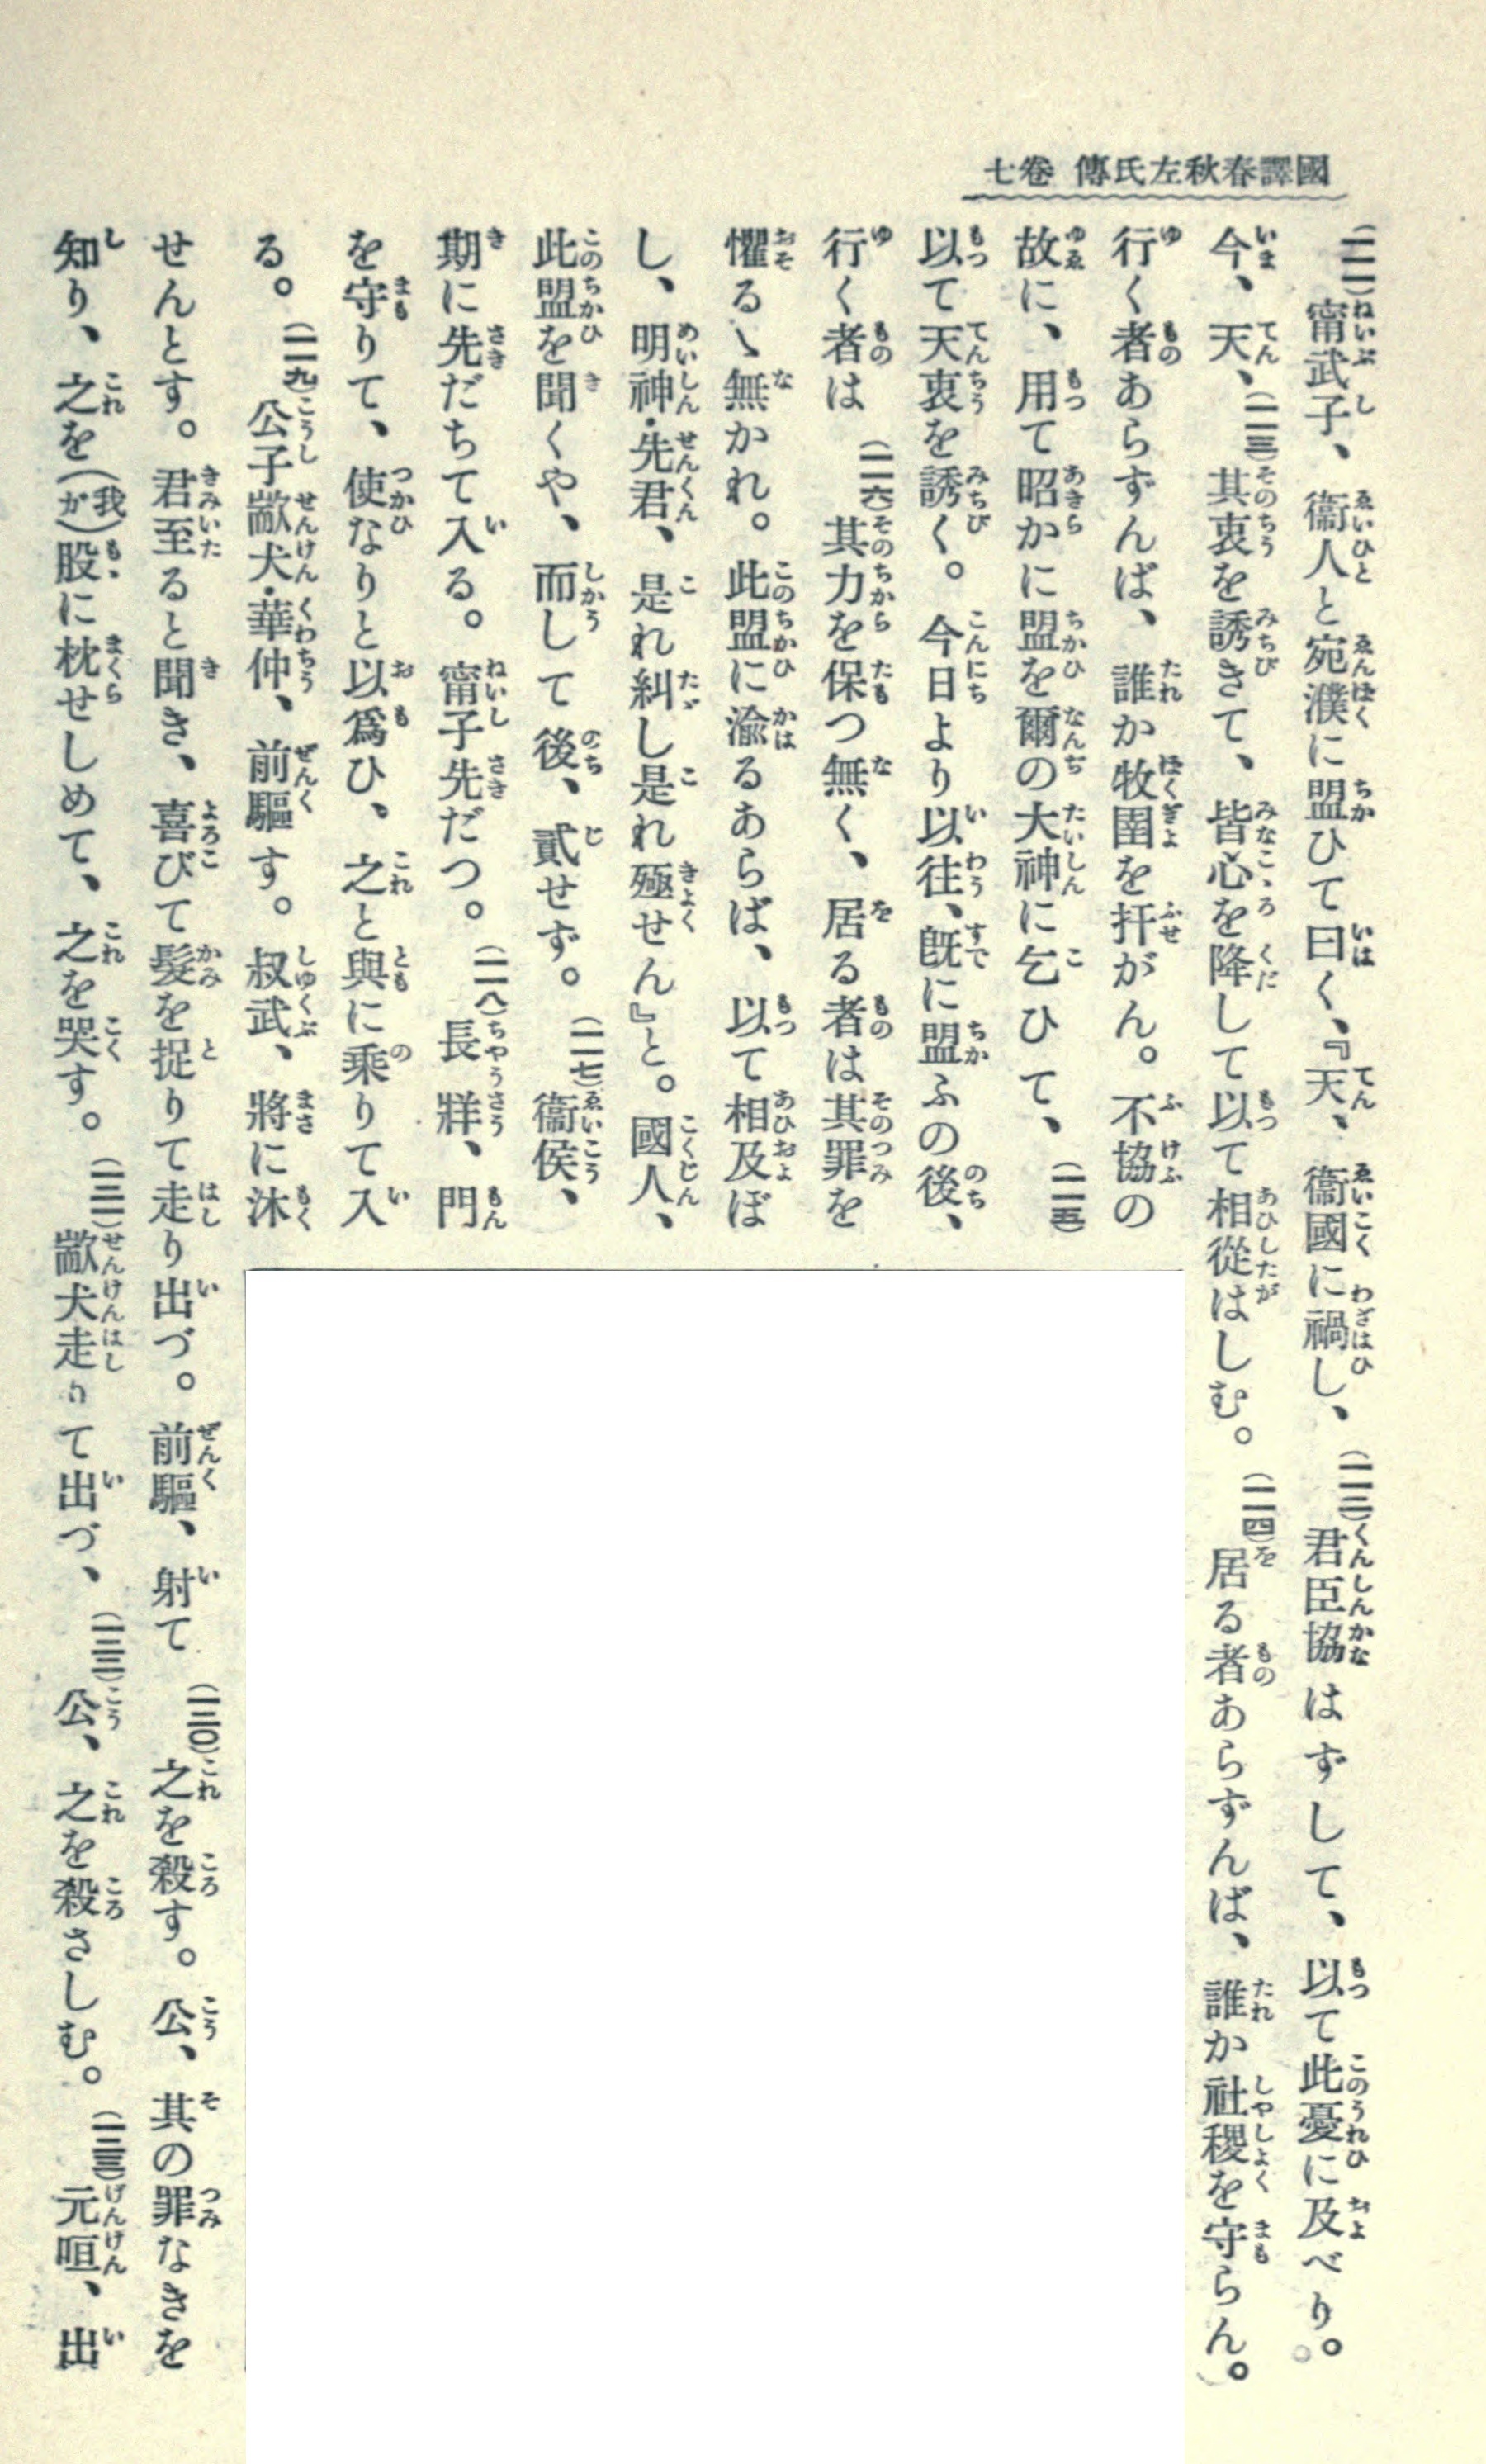 國譯春秋左氏傳 卷七
(一二一)甯武子、衞人と宛濮に盟ひて曰く、『天、衞國に禍し、(一二二)君臣協はずして、以て此憂に及べり。
今、天、(一二三)其衷を誘きて、皆心を降して以て相從はしむ。(一二四)居る者あらずんば、誰か社稷を守らん。
行く者あらずんば、誰か牧圉を扞がん。不協の
故に、用て昭かに盟を爾の大神に乞ひて、(一二五)
以て天衷を誘く。今日より以往、既に盟ふの後、
行く者は(一二六)其力を保つ無く、居る者は其罪を
懼るゝ無かれ。此盟に渝るあらば、以て相及ぼ
し、明神・先君、是れ糾し是れ殛せん』と。國人、
此盟を聞くや、而して後、貳せず。(一二七)衞侯、
期に先だちて入る。甯子先だつ。(一二八)長牂、門
を守りて、使なりと以爲ひ、之と與に乘りて入
る。(一二九)公子歂犬・華仲、前驅す。叔武、將に沐
せんとす。君至ると聞き、喜びて髮を捉りて走り出づ。前驅、射て(一三〇)之を殺す。公、其の罪なきを
知り、之を(我が)股に枕せしめて、之を哭す。(一三一)歂犬走りて出づ、(一三二)公、之を殺さしむ。(一三三)元咺、出